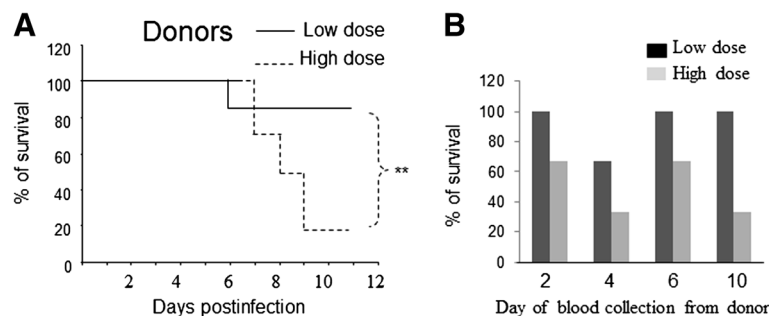 A
Donors
Low dose
High dose
% of survival
120
100
80
60
40
20
0
**
2 4 6 8 10 12
Days postinfection
B
Low dose
High dose
% of survival
120
100
80
60
40
20
0
2 4 6 10
Day of blood collection from donor